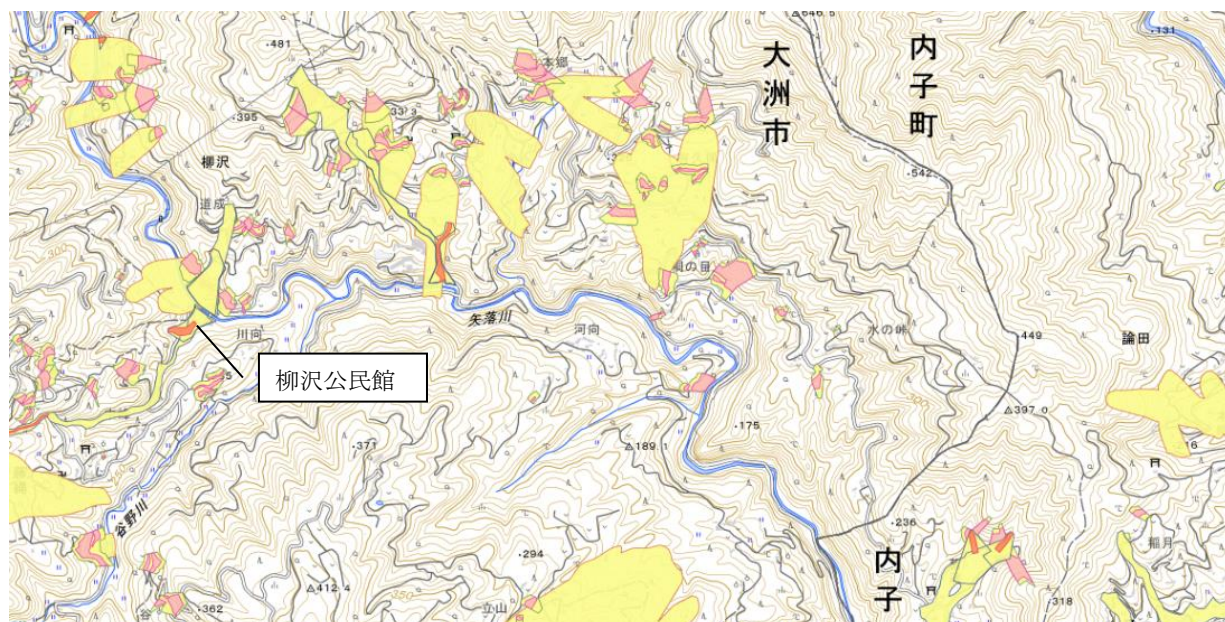 646.5
131
481
本郷
大洲市
内子町
395
柳沢
542
道成
300
矢落川
川向
河向
水の峠
449
論田
柳沢公民館
397.0
371
175
189.1
谷野川
236
294
内子
稲月
412.4
350
362
立山
谷
318